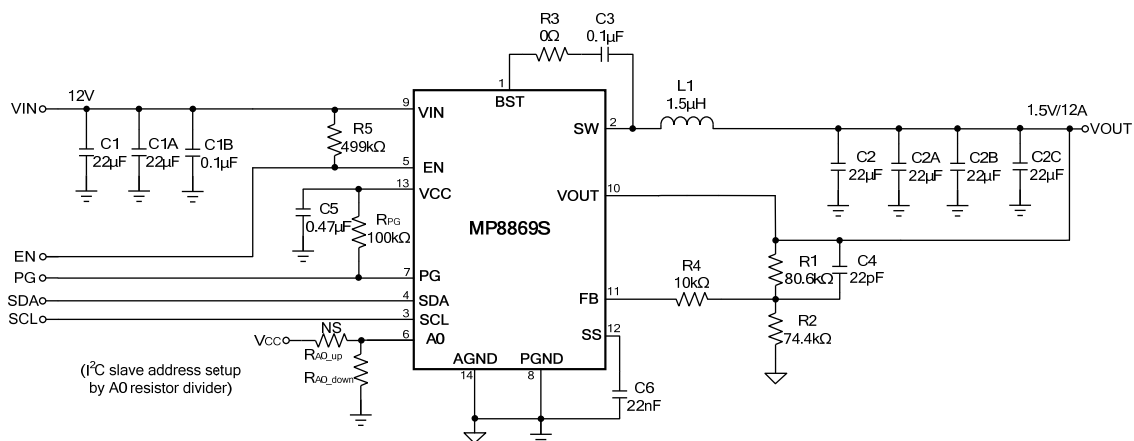 R3
0Ω
C3
0.1µF
1
BST
12V
VIN
9
VIN
C1
22µF
C1A
22µF
C1B
0.1µF
R5
499kΩ
5
EN
13
VCC
C5
0.47µF
RPG
100kΩ
MP8869S
SW
2
L1
1.5µH
1.5V/12A
VOUT
C2
22µF
C2A
22µF
C2B
22µF
C2C
22µF
VOUT
10
R1
80.6kΩ
C4
22pF
R4
10kΩ
FB
11
R2
74.4kΩ
SS
12
C6
22nF
EN
PG
7
PG
SDA
4
SDA
SCL
3
SCL
VCC
NS
6
A0
RA0_up
RA0_down
(I²C slave address setup
by A0 resistor divider)
AGND
14
PGND
8